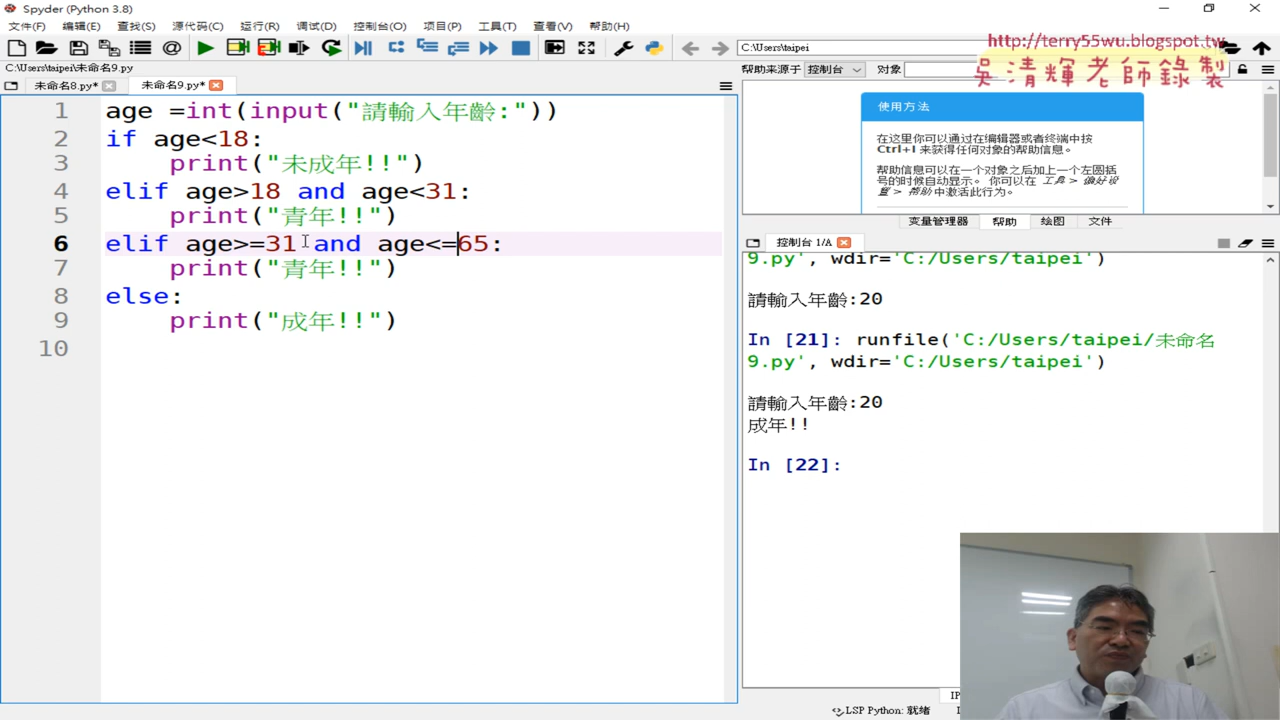 Spyder (Python 3.8)
文件(F) 编辑(E) 查找(S) 源代码(C) 运行(R) 调试(D) 控制台(O) 项目(P) 工具(T) 查看(V) 帮助(H)
C:\Users\taipei
http://terry55wu.blogspot.tw
吳清輝老師錄製
C:\Users\taipei\未命名9.py
未命名8.py*
未命名9.py*
1 age =int(input("請輸入年齡:"))
2 if age<18:
3 print("未成年!!")
4 elif age>18 and age<31:
5 print("青年!!")
6 elif age>=31 and age<=65:
7 print("青年!!")
8 else:
9 print("成年!!")
10
帮助来源于 控制台 对象
使用方法
在这里你可以通过在编辑器或者终端中按
Ctrl+I 来获得任何对象的帮助信息。
帮助信息可以在一个对象之后加上一个左圆括
号的时候自动显示。 你可以在 工具 > 偏好设
置 > 帮助 中激活此行为。
变量管理器 帮助 绘图 文件
控制台 1/A
9.py', wdir='C:/Users/taipei')
請輸入年齡:20
In [21]: runfile('C:/Users/taipei/未命名
9.py', wdir='C:/Users/taipei')
請輸入年齡:20
成年!!
In [22]:
LSP Python: 就绪